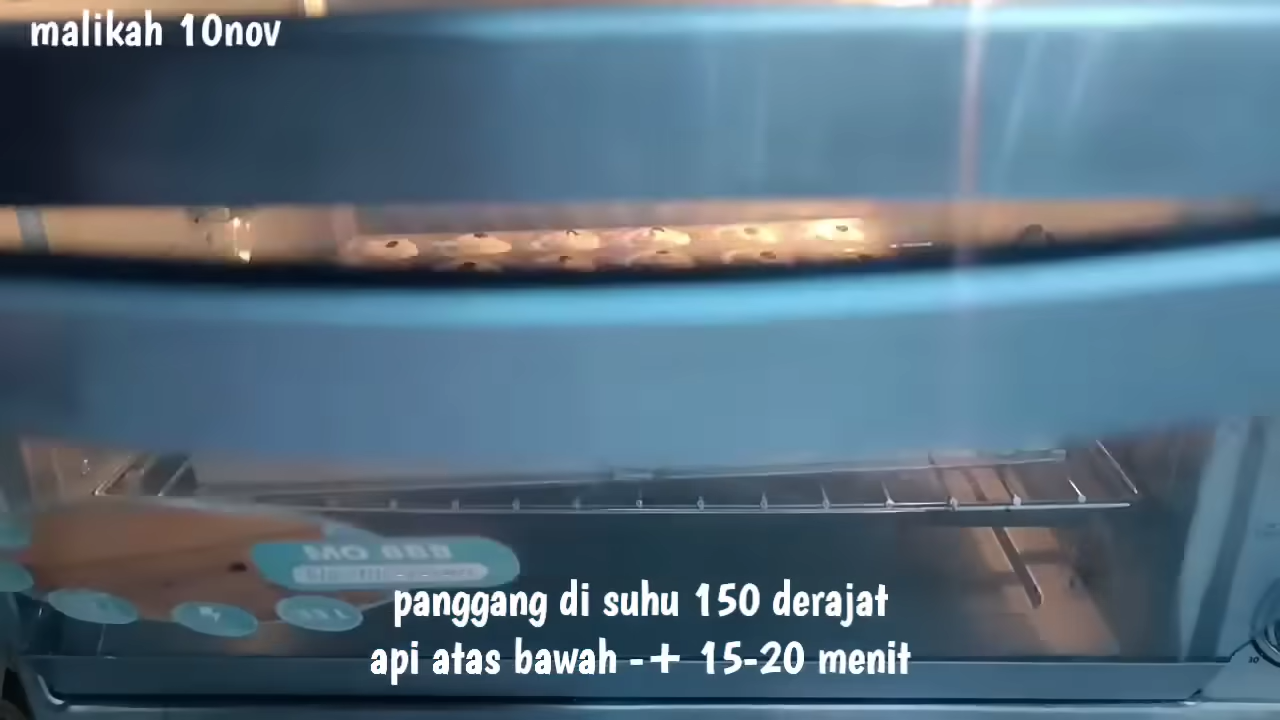 malikah 10nov
MO 888
panggang di suhu 150 derajat
api atas bawah -+ 15-20 menit